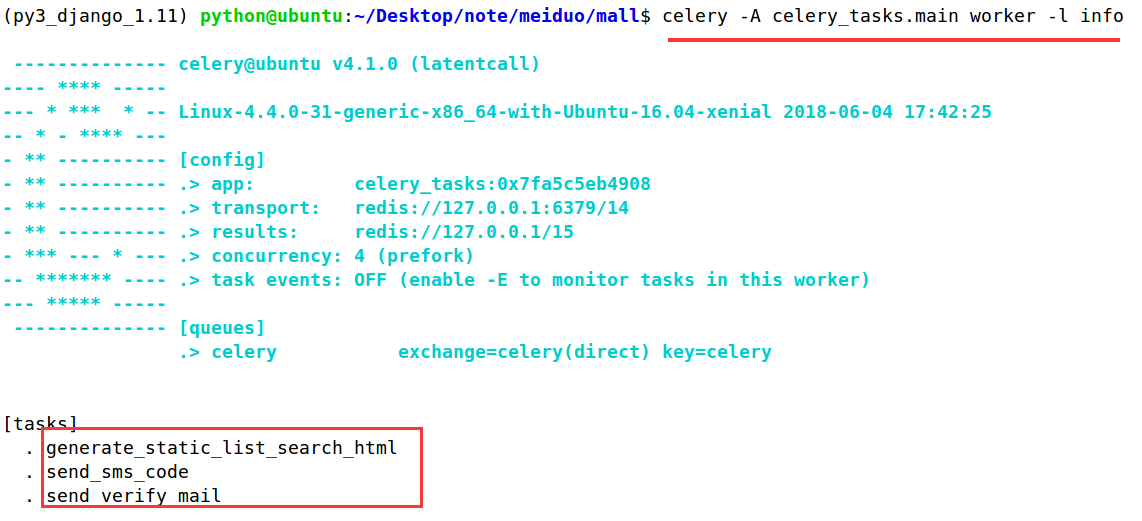 (py3_django_1.11) python@ubuntu:~/Desktop/note/meiduo/mall$ celery -A celery_tasks.main worker -l info
 -------------- celery@ubuntu v4.1.0 (latentcall)
---- **** -----
--- * ***  * -- Linux-4.4.0-31-generic-x86_64-with-Ubuntu-16.04-xenial 2018-06-04 17:42:25
-- * - **** ---
- ** ---------- [config]
- ** ---------- .> app:         celery_tasks:0x7fa5c5eb4908
- ** ---------- .> transport:   redis://127.0.0.1:6379/14
- ** ---------- .> results:     redis://127.0.0.1/15
- *** --- * --- .> concurrency: 4 (prefork)
-- ******* ---- .> task events: OFF (enable -E to monitor tasks in this worker)
--- ***** -----
 -------------- [queues]
                .> celery           exchange=celery(direct) key=celery
[tasks]
  . generate_static_list_search_html
  . send_sms_code
  . send_verify_mail